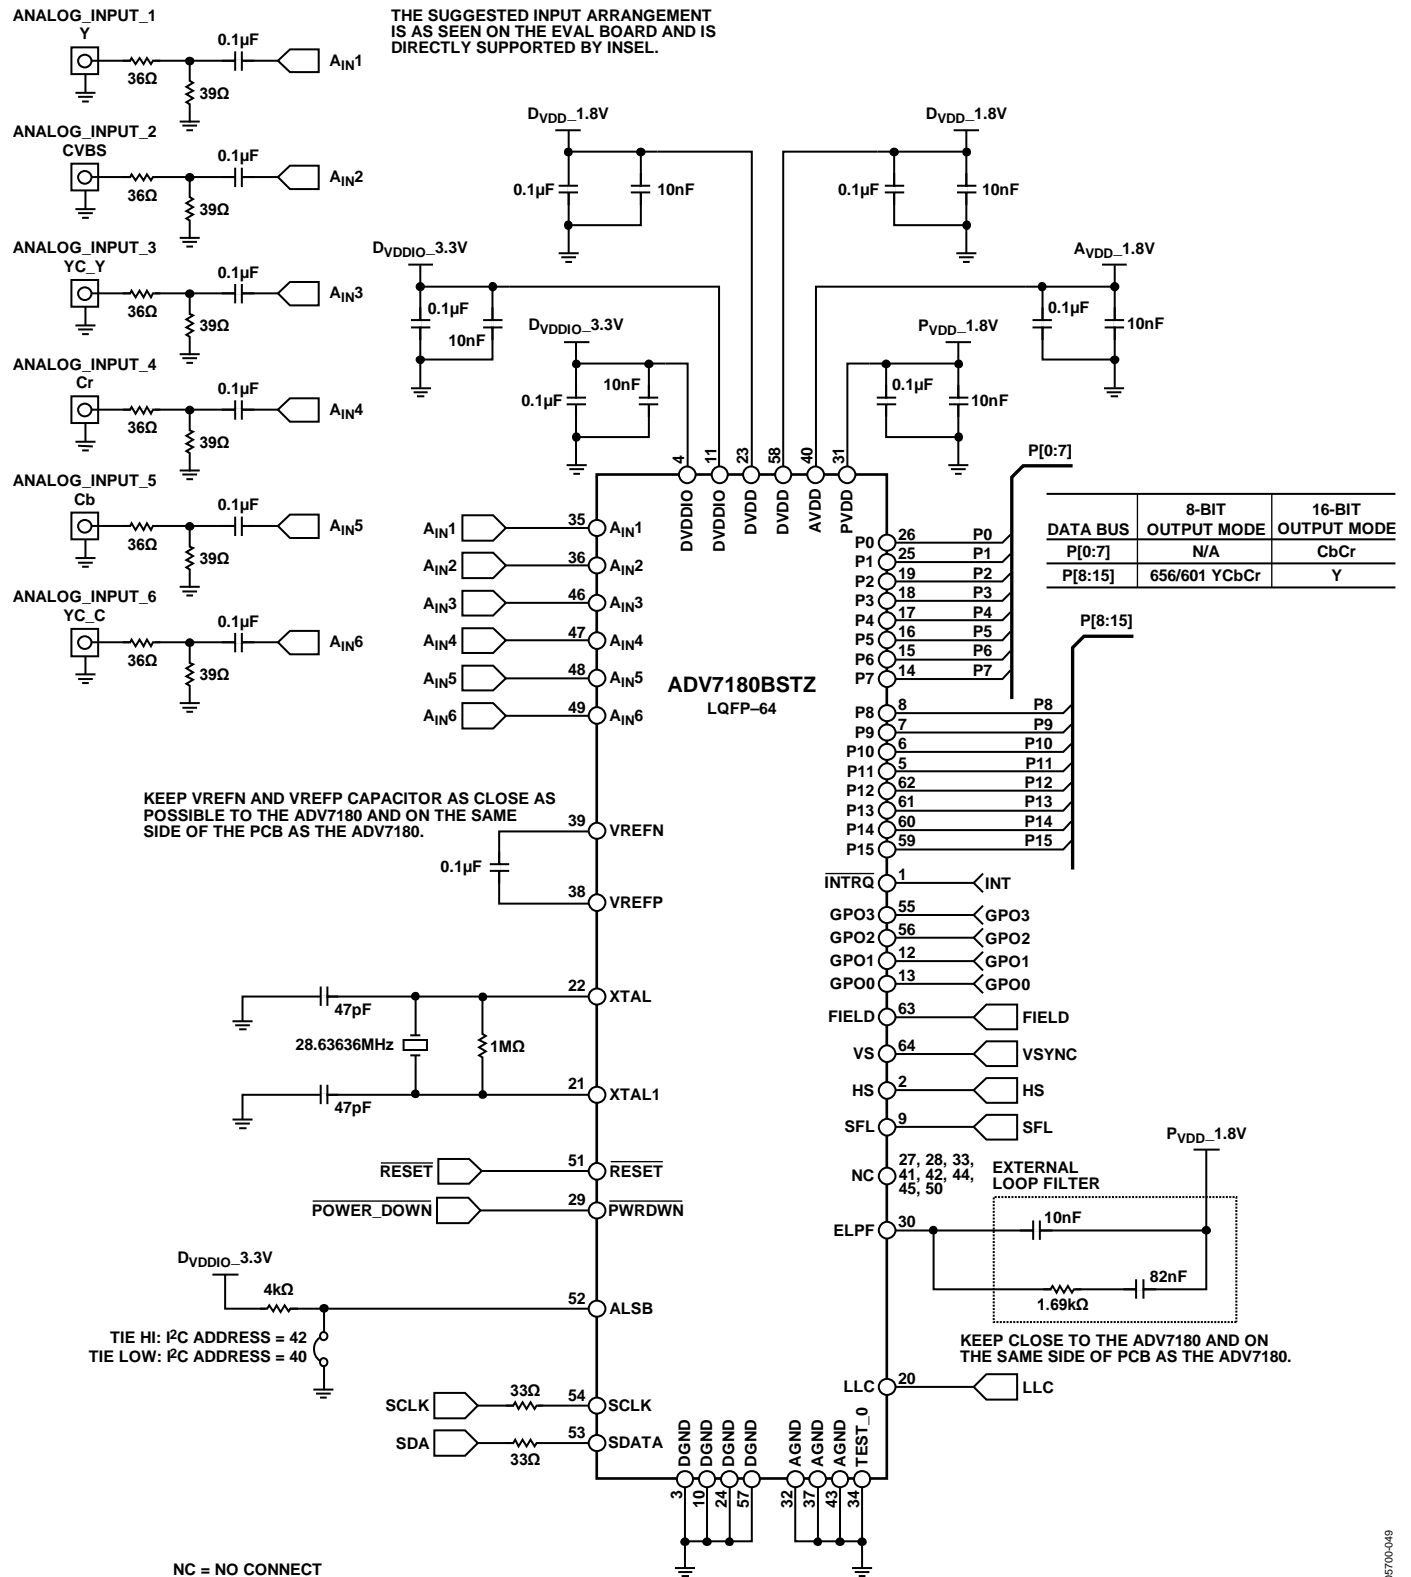 ANALOG_INPUT_1
Y
0.1µF
36Ω
39Ω
AIN1
THE SUGGESTED INPUT ARRANGEMENT
IS AS SEEN ON THE EVAL BOARD AND IS
DIRECTLY SUPPORTED BY INSEL.
ANALOG_INPUT_2
CVBS
0.1µF
36Ω
39Ω
AIN2
ANALOG_INPUT_3
YC_Y
0.1µF
36Ω
39Ω
AIN3
ANALOG_INPUT_4
Cr
0.1µF
36Ω
39Ω
AIN4
ANALOG_INPUT_5
Cb
0.1µF
36Ω
39Ω
AIN5
ANALOG_INPUT_6
YC_C
0.1µF
36Ω
39Ω
AIN6
DVDD_1.8V
0.1µF
10nF
DVDD_1.8V
0.1µF
10nF
DVDDIO_3.3V
0.1µF
10nF
DVDDIO_3.3V
0.1µF
10nF
AVDD_1.8V
0.1µF
10nF
PVDD_1.8V
0.1µF
10nF
4
11
23
58
40
31
DVDDIO
DVDDIO
DVDD
DVDD
AVDD
PVDD
AIN1
35
AIN1
AIN2
36
AIN2
AIN3
46
AIN3
AIN4
47
AIN4
AIN5
48
AIN5
AIN6
49
AIN6
ADV7180BSTZ
LQFP–64
P[0:7]
P0 26 P0
P1 25 P1
P2 19 P2
P3 18 P3
P4 17 P4
P5 16 P5
P6 15 P6
P7 14 P7
8-BIT 16-BIT
DATA BUS OUTPUT MODE OUTPUT MODE
P[0:7] N/A CbCr
P[8:15] 656/601 YCbCr Y
P[8:15]
P8 8 P8
P9 7 P9
P10 6 P10
P11 5 P11
P12 62 P12
P13 61 P13
P14 60 P14
P15 59 P15
KEEP VREFN AND VREFP CAPACITOR AS CLOSE AS
POSSIBLE TO THE ADV7180 AND ON THE SAME
SIDE OF THE PCB AS THE ADV7180.
39
VREFN
0.1µF
38
VREFP
INTRQ 1 INT
GPO3 55 GPO3
GPO2 56 GPO2
GPO1 12 GPO1
GPO0 13 GPO0
FIELD 63 FIELD
VS 64 VSYNC
HS 2 HS
SFL 9 SFL
22
XTAL
47pF
28.63636MHz
1MΩ
21
XTAL1
47pF
RESET
51
RESET
POWER_DOWN
29
PWRDWN
NC
27, 28, 33,
41, 42, 44,
45, 50
EXTERNAL
LOOP FILTER
PVDD_1.8V
ELPF 30
10nF
82nF
1.69kΩ
KEEP CLOSE TO THE ADV7180 AND ON
THE SAME SIDE OF PCB AS THE ADV7180.
DVDDIO_3.3V
4kΩ
52
ALSB
TIE HI: I2C ADDRESS = 42
TIE LOW: I2C ADDRESS = 40
LLC 20 LLC
SCLK
33Ω
54
SCLK
SDA
33Ω
53
SDATA
DGND
DGND
DGND
DGND
AGND
AGND
AGND
TEST_0
3
10
24
57
32
37
43
34
NC = NO CONNECT
05700-049